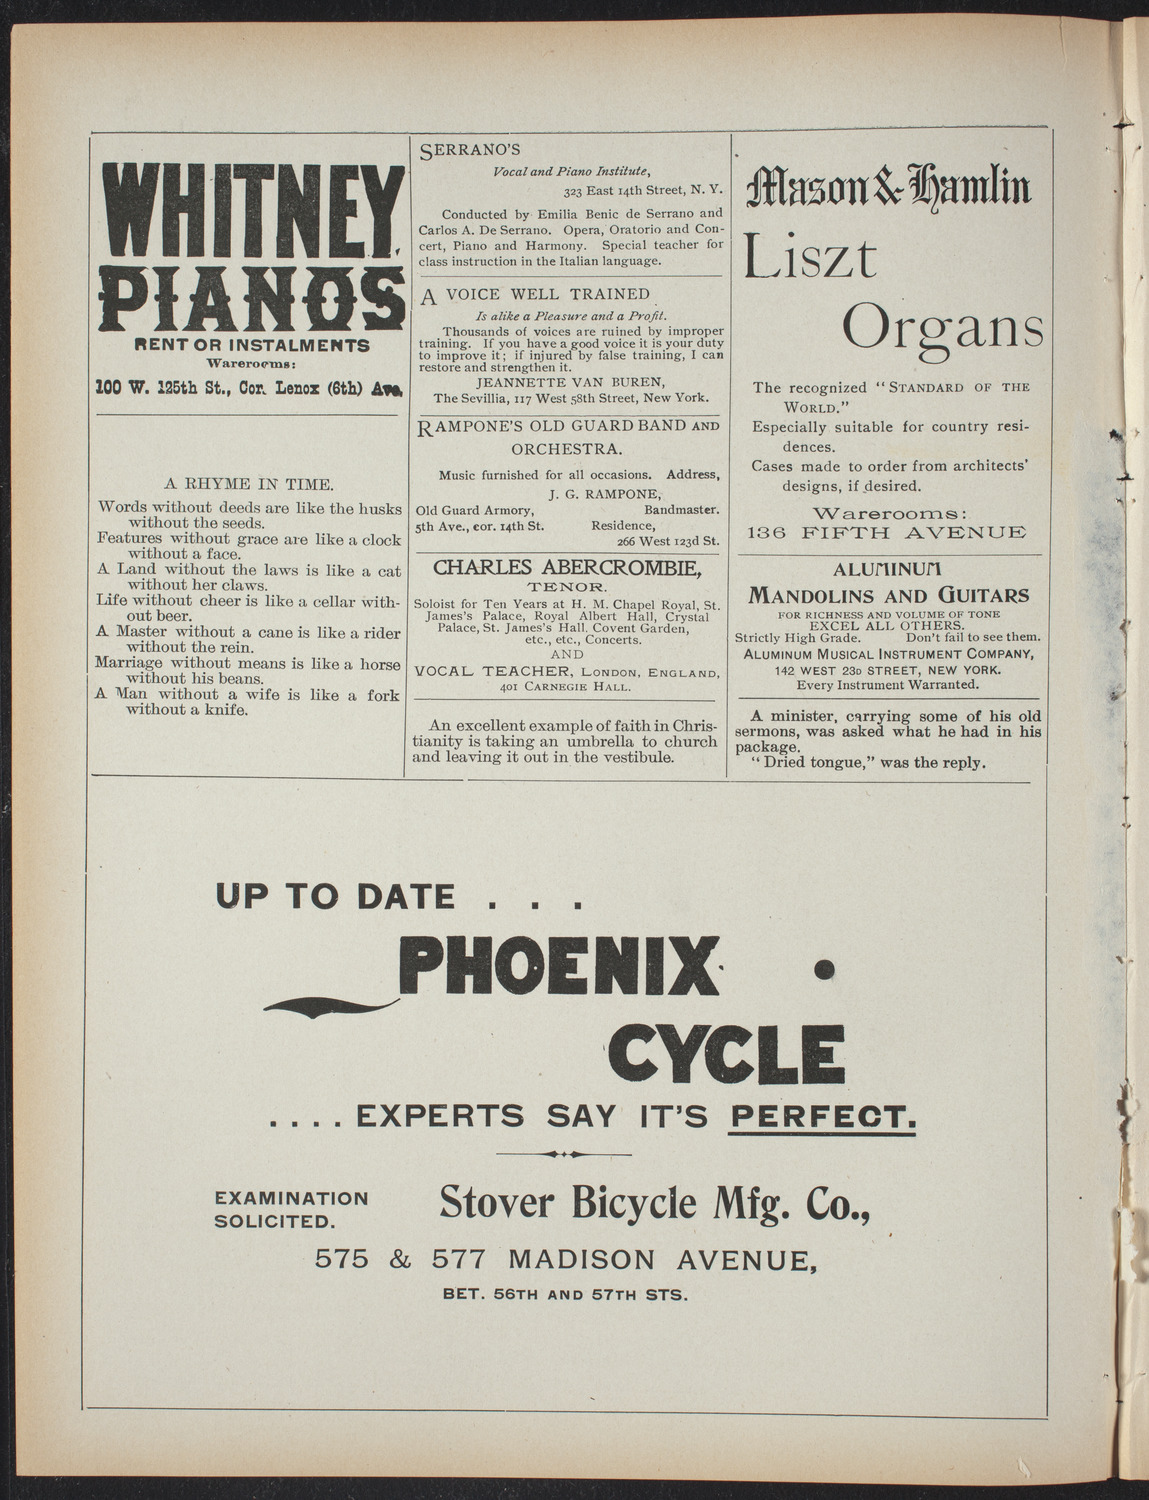 WHITNEY
PIANOS
RENT OR INSTALMENTS
Warerooms:
100 W. 125th St., Cor. Lenox (6th) Ave.
A RHYME IN TIME.
Words without deeds are like the husks
without the seeds.
Features without grace are like a clock
without a face.
A Land without the laws is like a cat
without her claws.
Life without cheer is like a cellar with-
out beer.
A Master without a cane is like a rider
without the rein.
Marriage without means is like a horse
without his beans.
A Man without a wife is like a fork
without a knife.
SERRANO'S
Vocal and Piano Institute,
323 East 14th Street, N. Y.
Conducted by Emilia Benic de Serrano and
Carlos A. De Serrano. Opera, Oratorio and Con-
cert, Piano and Harmony. Special teacher for
class instruction in the Italian language.
A VOICE WELL TRAINED
Is alike a Pleasure and a Profit.
Thousands of voices are ruined by improper
training. If you have a good voice it is your duty
to improve it; if injured by false training, I can
restore and strengthen it.
JEANNETTE VAN BUREN,
The Sevillia, 117 West 58th Street, New York.
RAMPONE'S OLD GUARD BAND AND
ORCHESTRA.
Music furnished for all occasions. Address,
J. G. RAMPONE,
Old Guard Armory, Bandmaster.
5th Ave., cor. 14th St. Residence,
266 West 123d St.
CHARLES ABERCROMBIE,
TENOR.
Soloist for Ten Years at H. M. Chapel Royal, St.
James's Palace, Royal Albert Hall, Crystal
Palace, St. James's Hall. Covent Garden,
etc., etc., Concerts.
AND
VOCAL TEACHER, LONDON, ENGLAND,
401 CARNEGIE HALL.
An excellent example of faith in Chris-
tianity is taking an umbrella to church
and leaving it out in the vestibule.
Mason & Hamlin
Liszt
Organs
The recognized "STANDARD OF THE
WORLD."
Especially suitable for country resi-
dences.
Cases made to order from architects'
designs, if desired.
Warerooms:
136 FIFTH AVENUE
ALUMINUM
MANDOLINS AND GUITARS
FOR RICHNESS AND VOLUME OF TONE
EXCEL ALL OTHERS.
Strictly High Grade. Don't fail to see them.
ALUMINUM MUSICAL INSTRUMENT COMPANY,
142 WEST 23D STREET, NEW YORK.
Every Instrument Warranted.
A minister, carrying some of his old
sermons, was asked what he had in his
package.
"Dried tongue," was the reply.
UP TO DATE . . .
PHOENIX
CYCLE
. . . . EXPERTS SAY IT'S PERFECT.
EXAMINATION
SOLICITED.
Stover Bicycle Mfg. Co.,
575 & 577 MADISON AVENUE,
BET. 56TH AND 57TH STS.